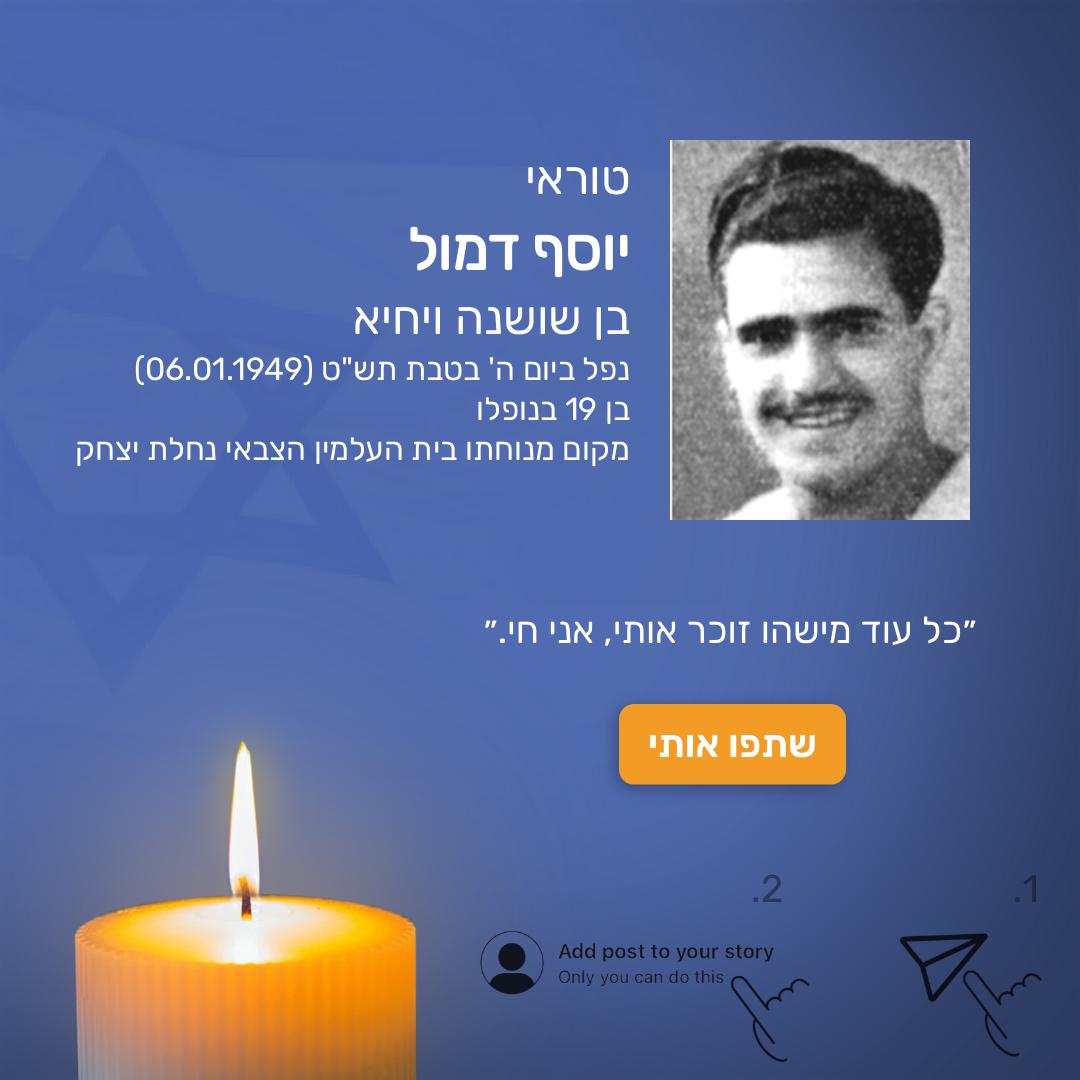 טוראי
יוסף דמול
בן שושנה ויחיא
נפל ביום ה' בטבת תש"ט (06.01.1949)
בן 19 בנופלו
מקום מנוחתו בית העלמין הצבאי נחלת יצחק
״כל עוד מישהו זוכר אותי, אני חי.״
שתפו אותי
1.
2.
Add post to your story
Only you can do this